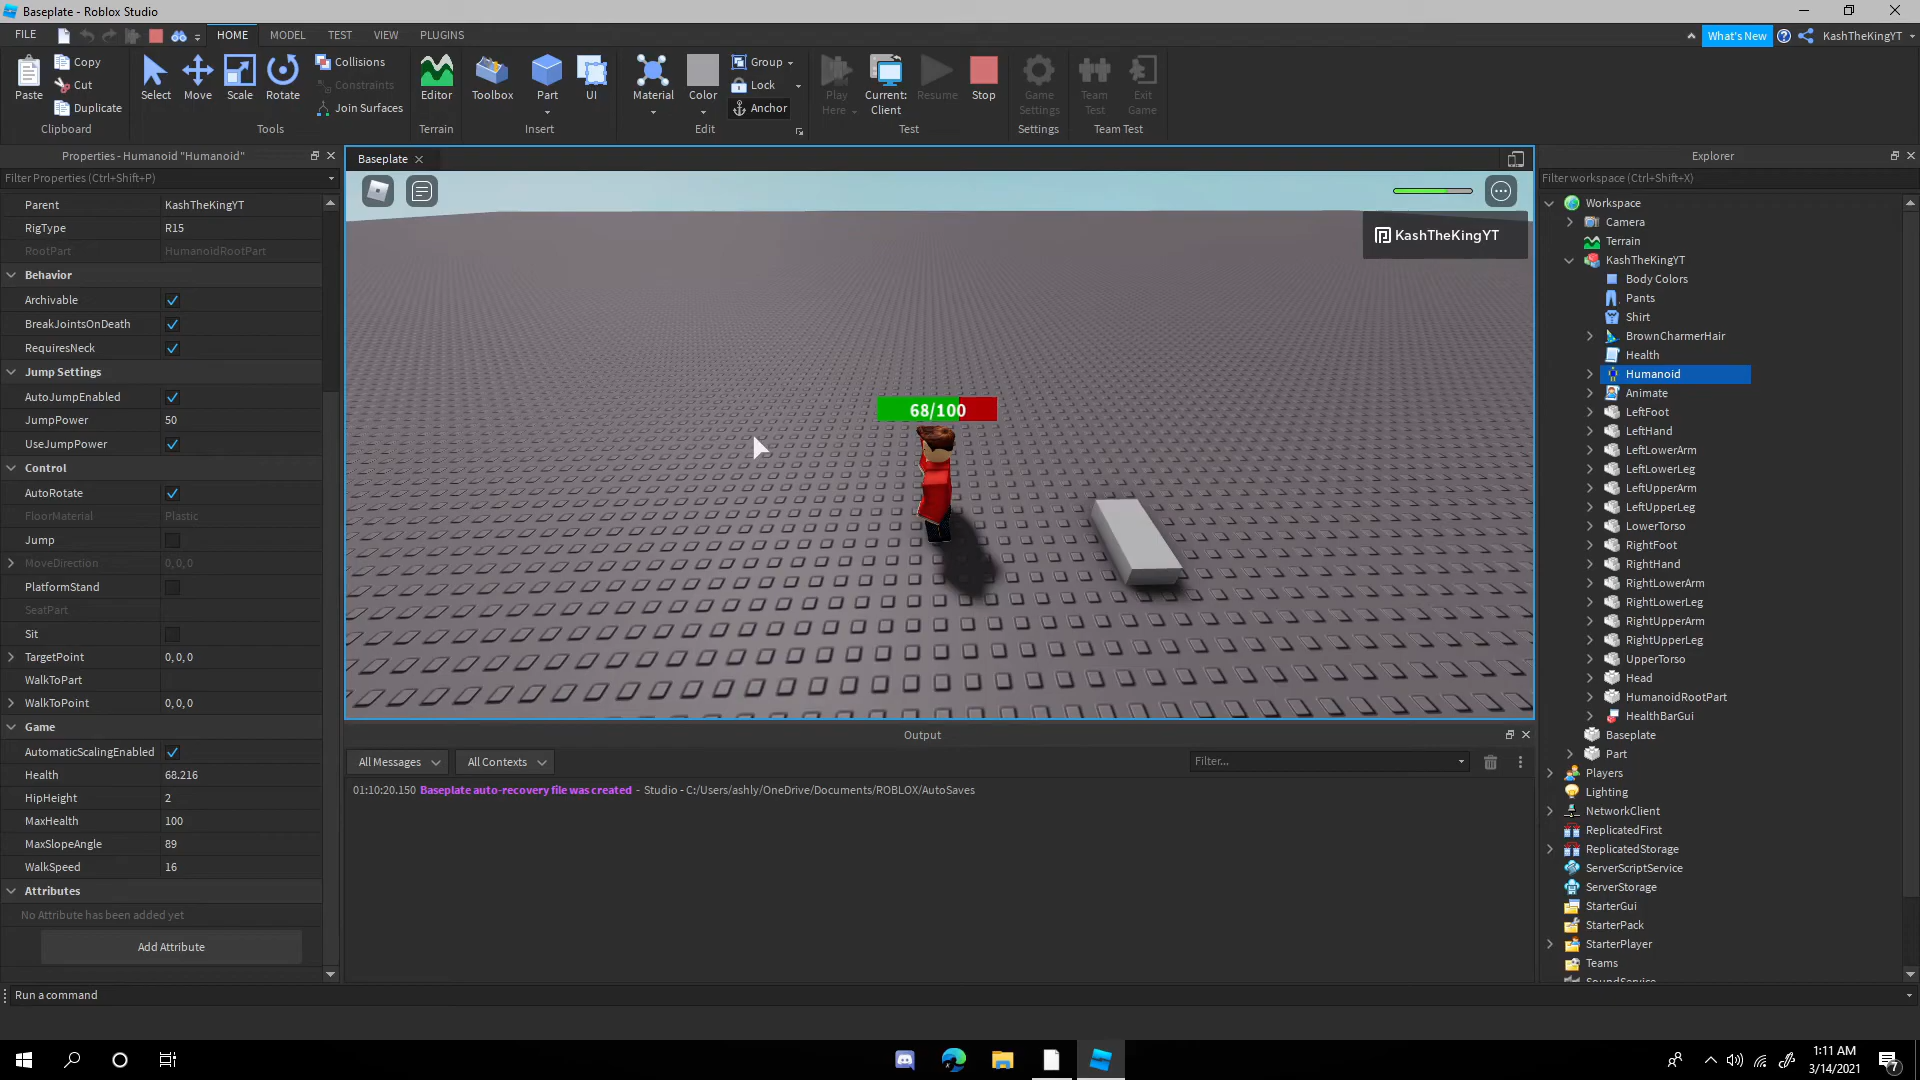 Baseplate - Roblox Studio
FILE HOME MODEL TEST VIEW PLUGINS What's New KashTheKingYT
Paste Copy Cut Duplicate Clipboard
Select Move Scale Rotate Collisions Constraints Join Surfaces Tools
Editor Terrain
Toolbox Part UI Insert
Material Color Group Lock Anchor Edit
Play Here Current: Client Resume Stop Test
Game Settings Settings
Team Test Exit Game Team Test
Properties - Humanoid "Humanoid"
Filter Properties (Ctrl+Shift+P)
Parent KashTheKingYT
RigType R15
RootPart HumanoidRootPart
Behavior
Archivable
BreakJointsOnDeath
RequiresNeck
Jump Settings
AutoJumpEnabled
JumpPower 50
UseJumpPower
Control
AutoRotate
FloorMaterial Plastic
Jump
MoveDirection 0, 0, 0
PlatformStand
SeatPart
Sit
TargetPoint 0, 0, 0
WalkToPart
WalkToPoint 0, 0, 0
Game
AutomaticScalingEnabled
Health 68.216
HipHeight 2
MaxHealth 100
MaxSlopeAngle 89
WalkSpeed 16
Attributes
No Attribute has been added yet
Add Attribute
Baseplate
KashTheKingYT
68/100
Output
All Messages All Contexts Filter...
01:10:20.150 Baseplate auto-recovery file was created - Studio - C:/Users/ashly/OneDrive/Documents/ROBLOX/AutoSaves
Explorer
Filter workspace (Ctrl+Shift+X)
Workspace
Camera
Terrain
KashTheKingYT
Body Colors
Pants
Shirt
BrownCharmerHair
Health
Humanoid
Animate
LeftFoot
LeftHand
LeftLowerArm
LeftLowerLeg
LeftUpperArm
LeftUpperLeg
LowerTorso
RightFoot
RightHand
RightLowerArm
RightLowerLeg
RightUpperArm
RightUpperLeg
UpperTorso
Head
HumanoidRootPart
HealthBarGui
Baseplate
Part
Players
Lighting
NetworkClient
ReplicatedFirst
ReplicatedStorage
ServerScriptService
ServerStorage
StarterGui
StarterPack
StarterPlayer
Teams
SoundService
Run a command
1:11 AM
3/14/2021
7